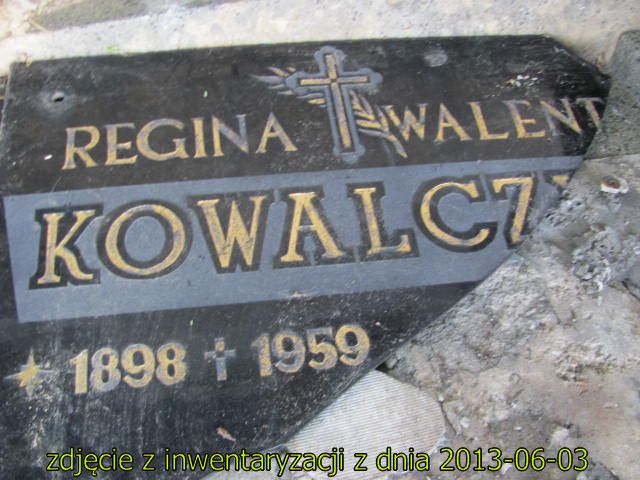 REGINA WALENT
KOWALCZ
* 1898 † 1959
zdjęcie z inwentaryzacji z dnia 2013-06-03